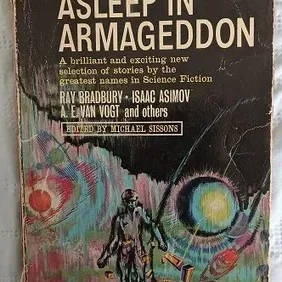 ASLEEP IN
ARMAGEDDON
A brilliant and exciting new
selection of stories by the
greatest names in Science Fiction
RAY BRADBURY • ISAAC ASIMOV
A. E. VAN VOGT and others
EDITED BY MICHAEL SISSONS